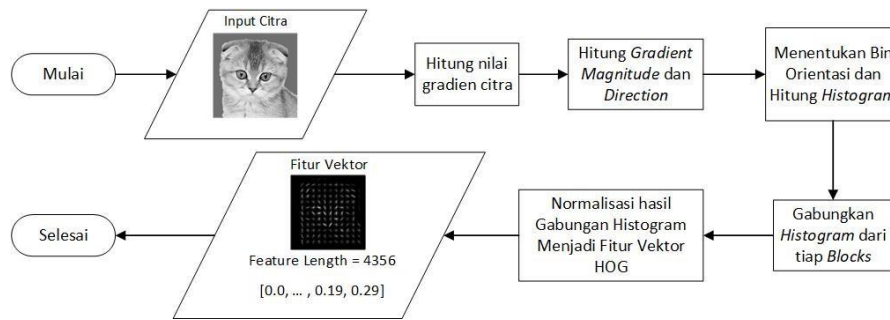 Mulai
Input Citra
Hitung nilai
gradien citra
Hitung Gradient
Magnitude dan
Direction
Menentukan Bin
Orientasi dan
Hitung Histogram
Gabungkan
Histogram dari
tiap Blocks
Normalisasi hasil
Gabungan Histogram
Menjadi Fitur Vektor
HOG
Fitur Vektor
Feature Length = 4356
[0.0, ... , 0.19, 0.29]
Selesai